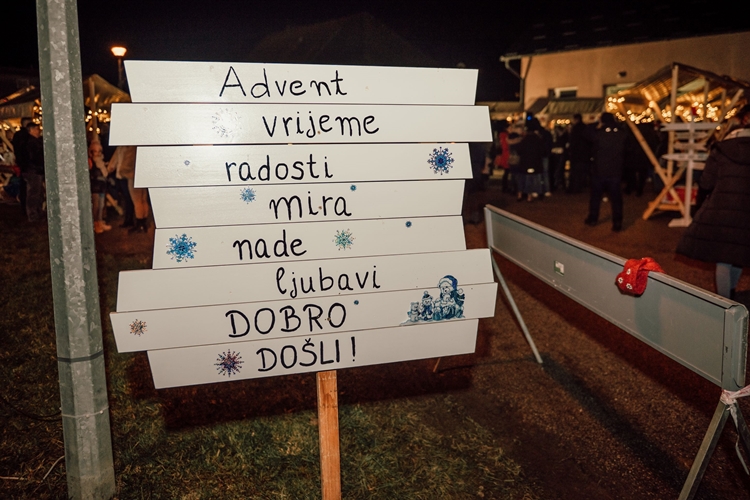 Advent
vrijeme
radosti
mira
nade
ljubavi
DOBRO
DOŠLI!